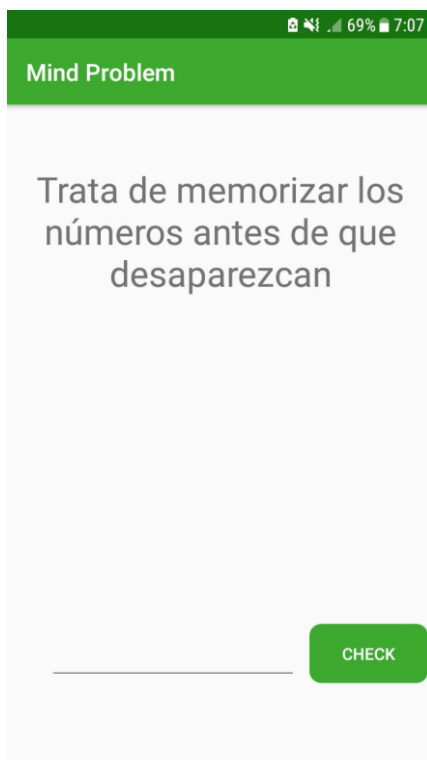 69% 7:07
Mind Problem
Trata de memorizar los
números antes de que
desaparezcan
CHECK